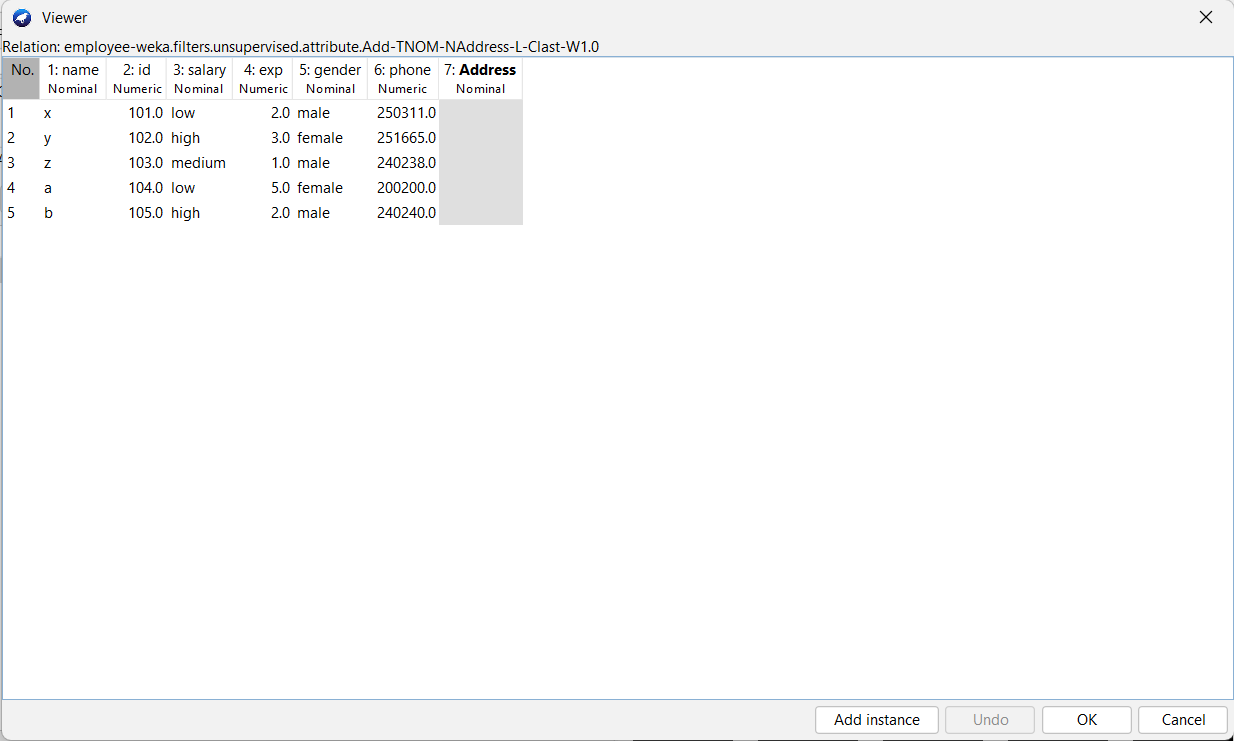 Viewer
Relation: employee-weka.filters.unsupervised.attribute.Add-TNOM-NAddress-L-Clast-W1.0
No. 1: name 2: id 3: salary 4: exp 5: gender 6: phone 7: Address
Nominal Numeric Nominal Numeric Nominal Numeric Nominal
1 x 101.0 low 2.0 male 250311.0
2 y 102.0 high 3.0 female 251665.0
3 z 103.0 medium 1.0 male 240238.0
4 a 104.0 low 5.0 female 200200.0
5 b 105.0 high 2.0 male 240240.0
Add instance Undo OK Cancel